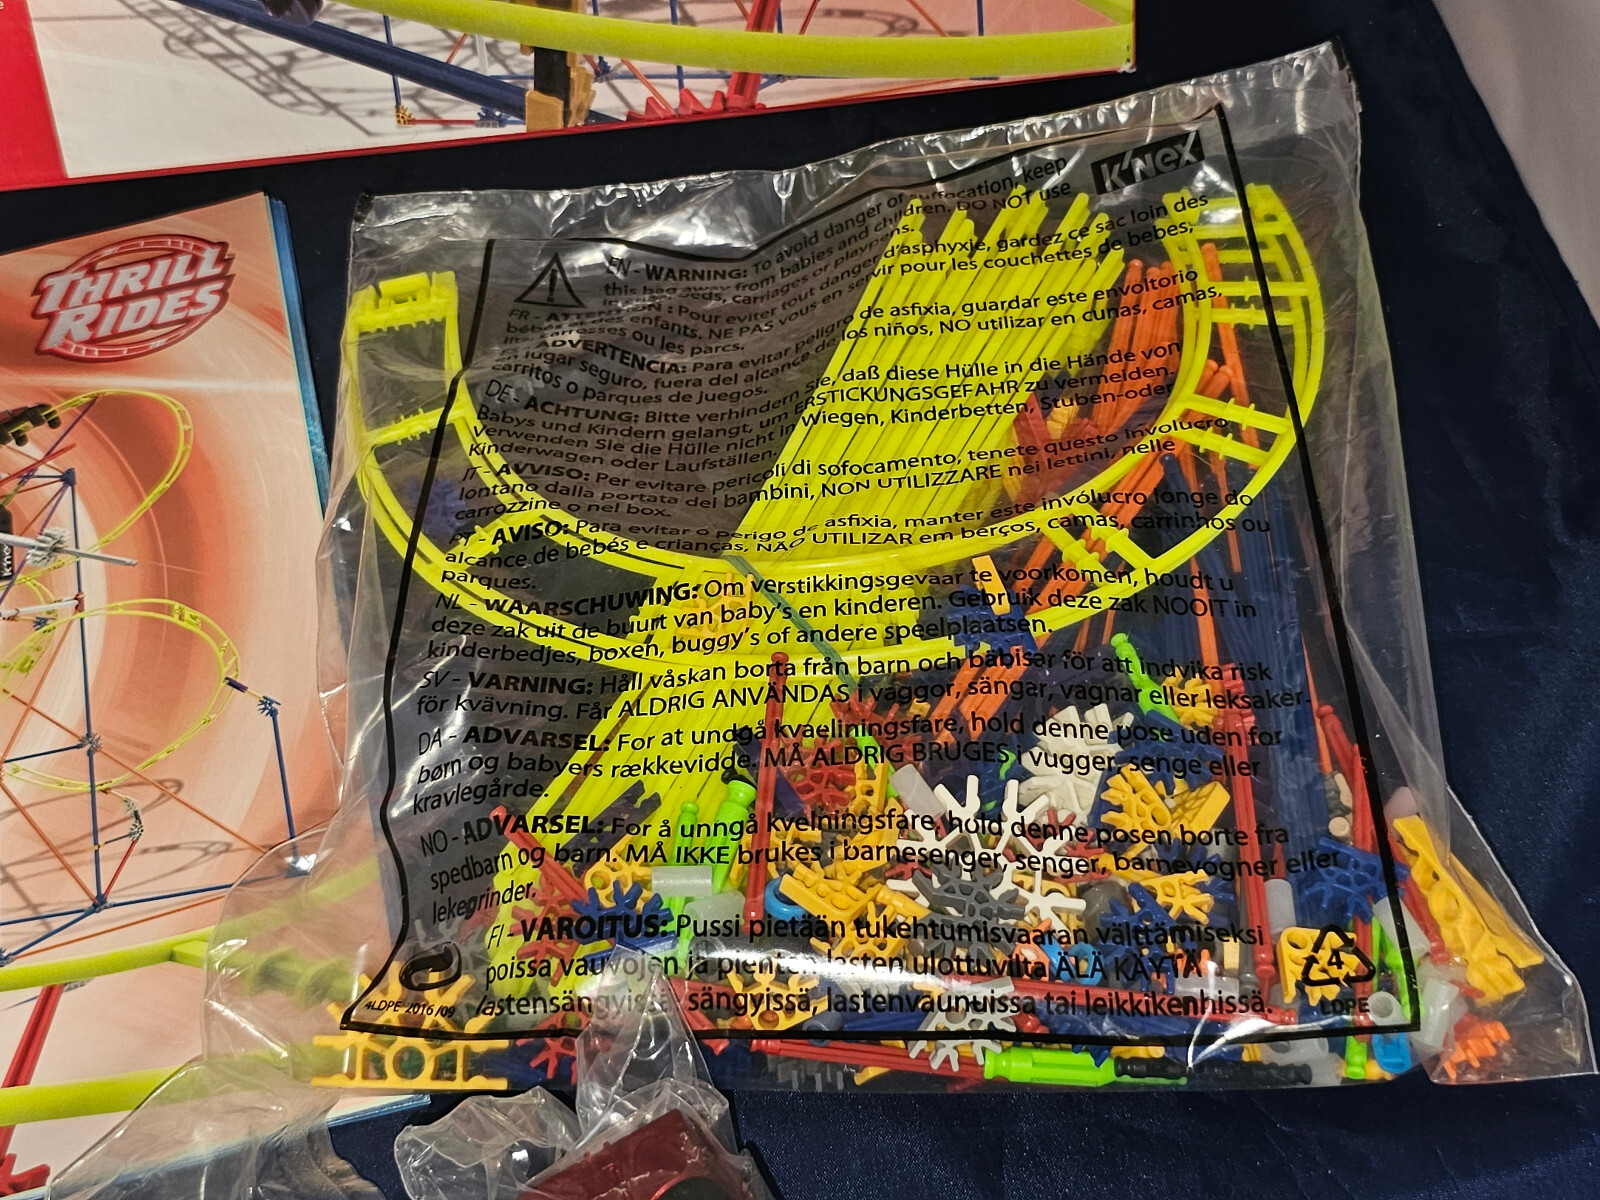 K'NEX
THRILL
RIDES
EN - WARNING: To avoid danger of suffocation, keep
this bag away from babies and children. DO NOT use
in cribs, beds, carriages or playpens.
FR - ATTENTION : Pour eviter tout danger d'asphyxie, gardez ce sac loin des
bébés et des enfants. NE PAS vous en servir pour les couchettes de bebes,
lits, carrosses ou les parcs.
ADVERTENCIA: Para evitar peligro de asfixia, guardar este envoltorio
en lugar seguro, fuera del alcance de los niños, NO utilizar en cunas, camas,
carritos o parques de juegos.
DE - ACHTUNG: Bitte verhindern Sie, daß diese Hülle in die Hände von
Babys und Kindern gelangt, um ERSTICKUNGSGEFAHR zu vermeiden.
Verwenden Sie die Hülle nicht in Wiegen, Kinderbetten, Stuben-oder
Kinderwagen oder Laufställen.
IT - AVVISO: Per evitare pericoli di sofocamento, tenete questo involucro
lontano dalla portata dei bambini, NON UTILIZZARE nei lettini, nelle
carrozzine o nel box.
PT - AVISO: Para evitar o perigo de asfixia, manter este invólucro longe do
alcance de bebés e crianças, NÃO UTILIZAR em berços, camas, carrinhos ou
parques.
NL - WAARSCHUWING: Om verstikkingsgevaar te voorkomen, houdt u
deze zak uit de buurt van baby's en kinderen. Gebruik deze zak NOOIT in
kinderbedjes, boxen, buggy's of andere speelplaatsen.
SV - VARNING: Håll våskan borta från barn och bäbisar för att indvika risk
för kvävning. Får ALDRIG ANVÄNDAS i vaggor, sängar, vagnar eller leksaker.
DA - ADVARSEL: For at undgå kvaeliningsfare, hold denne pose uden for
børn og babyers rækkevidde. MÅ ALDRIG BRUGES i vugger, senge eller
kravlegårde.
NO - ADVARSEL: For å unngå kvelningsfare, hold denne posen borte fra
spedbarn og barn. MÅ IKKE brukes i barnesenger, senger, barnevogner eller
lekegrinder.
FI - VAROITUS: Pussi pietään tukehtumisvaaran välttämiseksi
poissa vauvojen ja pienten lasten ulottuvilta ÄLÄ KÄYTÄ
lastensängyissä, sängyissä, lastenvaunuissa tai leikkikenhissä.
4LDPE 2016/09
4
LDPE